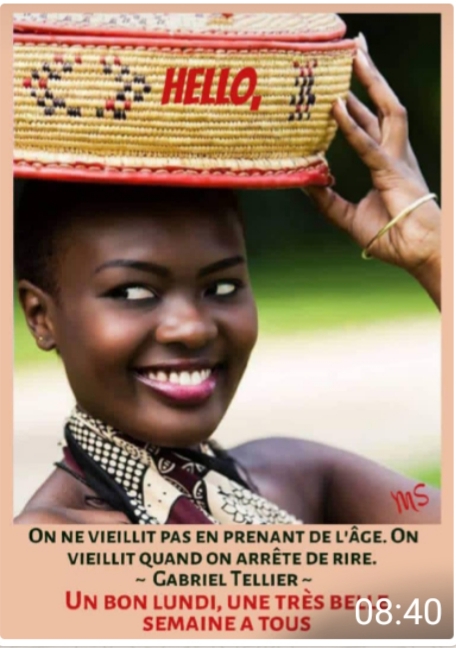 HELLO,
MS
ON NE VIEILLIT PAS EN PRENANT DE L'ÂGE. ON
VIEILLIT QUAND ON ARRÊTE DE RIRE.
~ GABRIEL TELLIER ~
UN BON LUNDI, UNE TRÈS BELLE
SEMAINE A TOUS
08:40